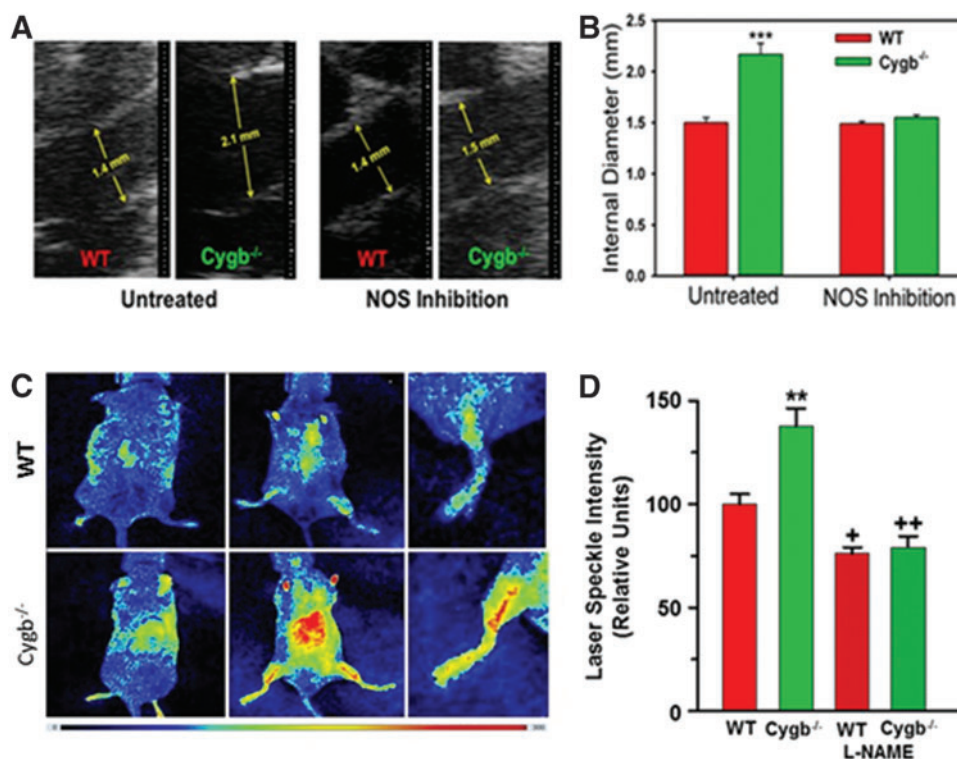 A
1.4 mm
2.1 mm
1.4 mm
1.5 mm
WT
Cygb-/-
WT
Cygb-/-
Untreated
NOS Inhibition
B
Internal Diameter (mm)
2.5
2.0
1.5
1.0
2.5
0.0
***
WT
Cygb-/-
Untreated
NOS Inhibition
C
WT
Cygb-/-
0
D
Laser Speckle Intensity
(Relative Units)
150
100
50
0
**
+
++
WT
Cygb-/-
WT
Cygb-/-
L-NAME